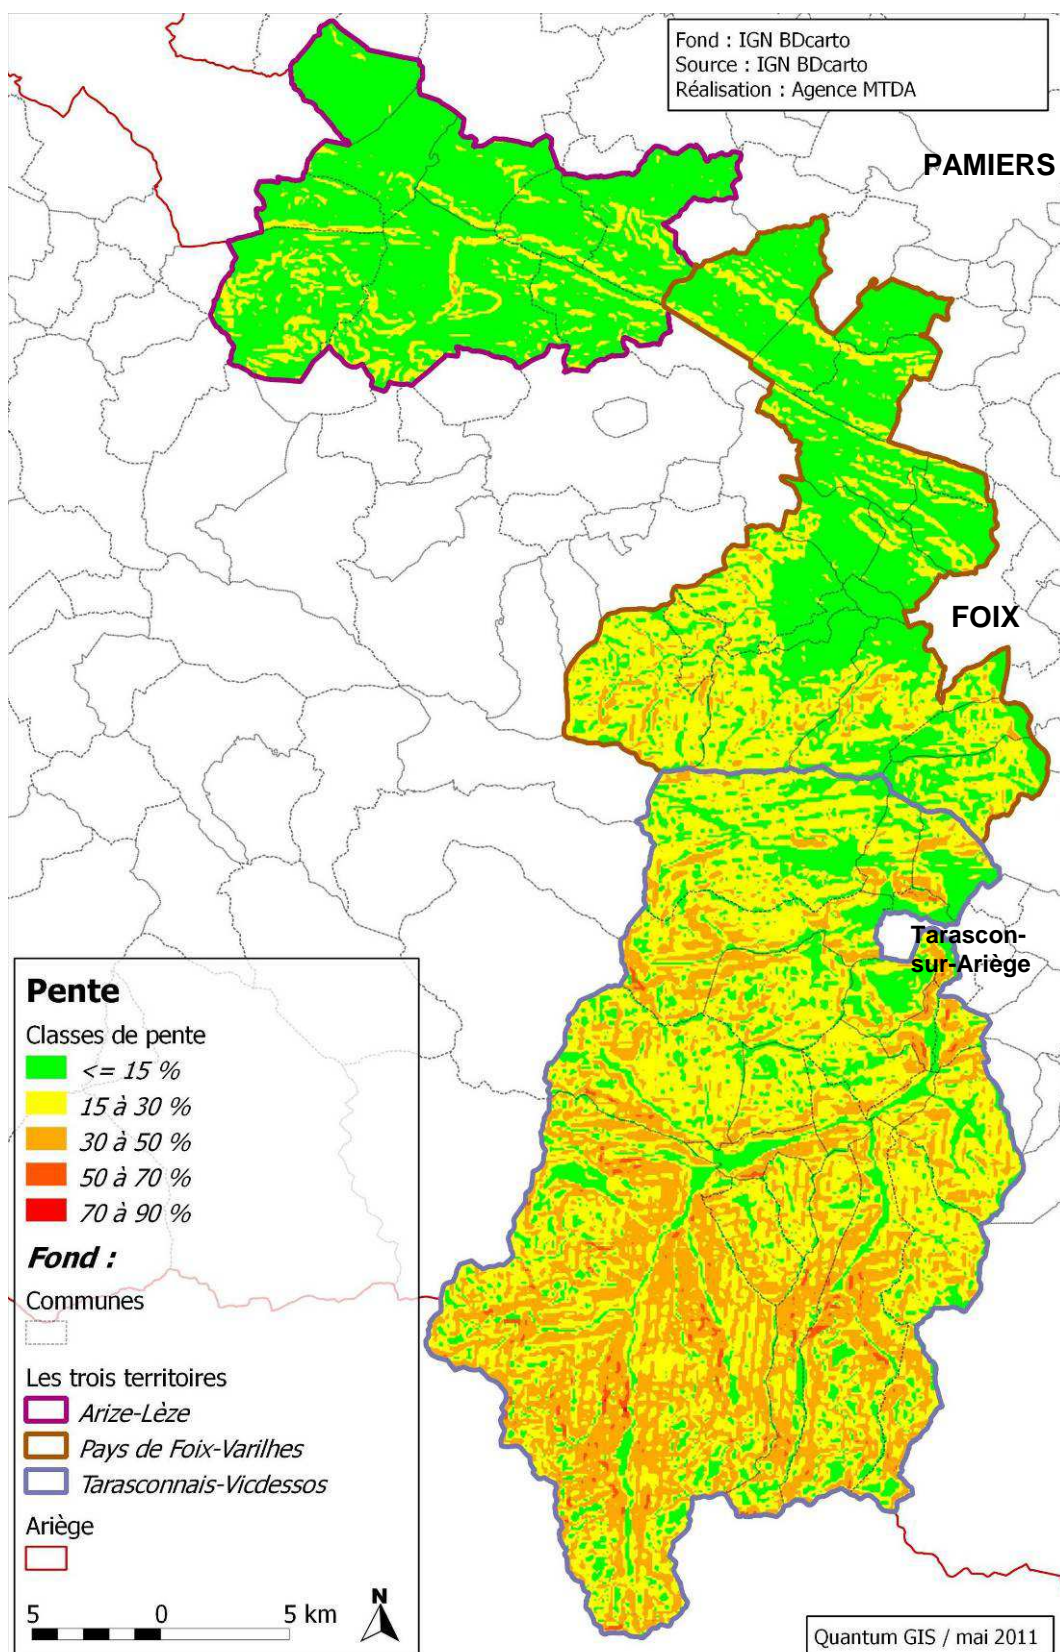 Fond : IGN BDcarto
Source : IGN BDcarto
Réalisation : Agence MTDA
PAMIERS
FOIX
Tarascon-
sur-Ariège
Pente
Classes de pente
<= 15 %
15 à 30 %
30 à 50 %
50 à 70 %
70 à 90 %
Fond :
Communes
Les trois territoires
Arize-Lèze
Pays de Foix-Varilhes
Tarasconnais-Vicdessos
Ariège
5 0 5 km
N
Quantum GIS / mai 2011